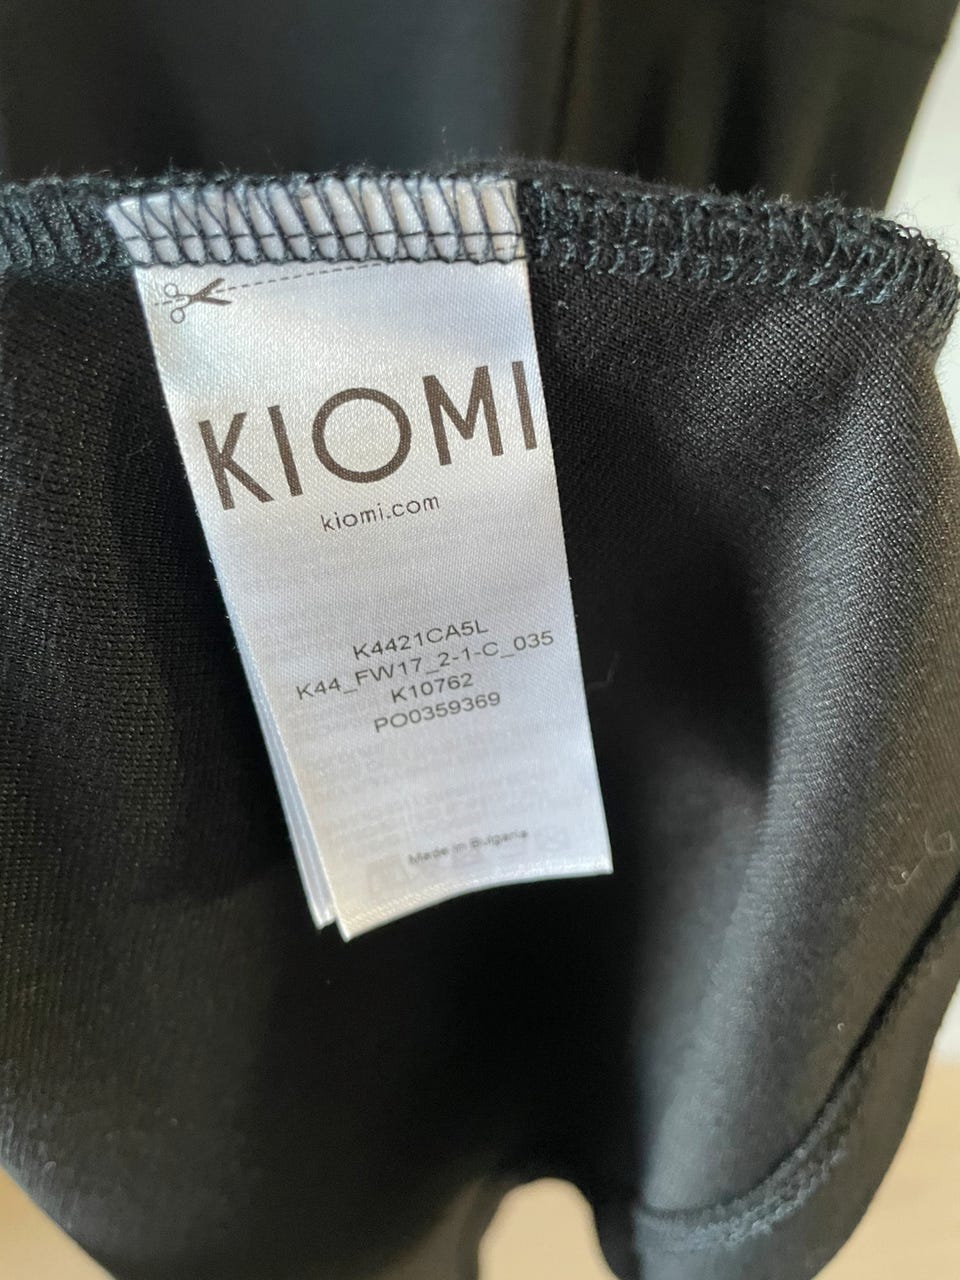 KIOMI
kiomi.com
K4421CA5L
K44_FW17_2-1-C_035
K10762
PO0359369
Made in Bulgaria